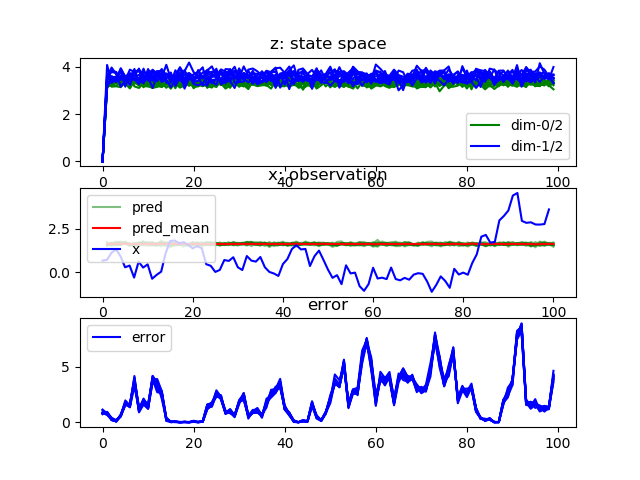 z: state space
4
2
0
dim-0/2
dim-1/2
0 20 40 60 80 100
x: observation
2.5
0.0
pred
pred_mean
x
0 20 40 60 80 100
error
5
0
error
0 20 40 60 80 100